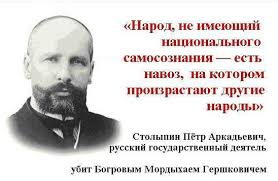 «Народ, не имеющий
национального
самосознания — есть
навоз, на котором
произрастают другие
народы»
Столыпин Пётр Аркадьевич,
русский государственный деятель
убит Богровым Мордыхаем Гершковичем